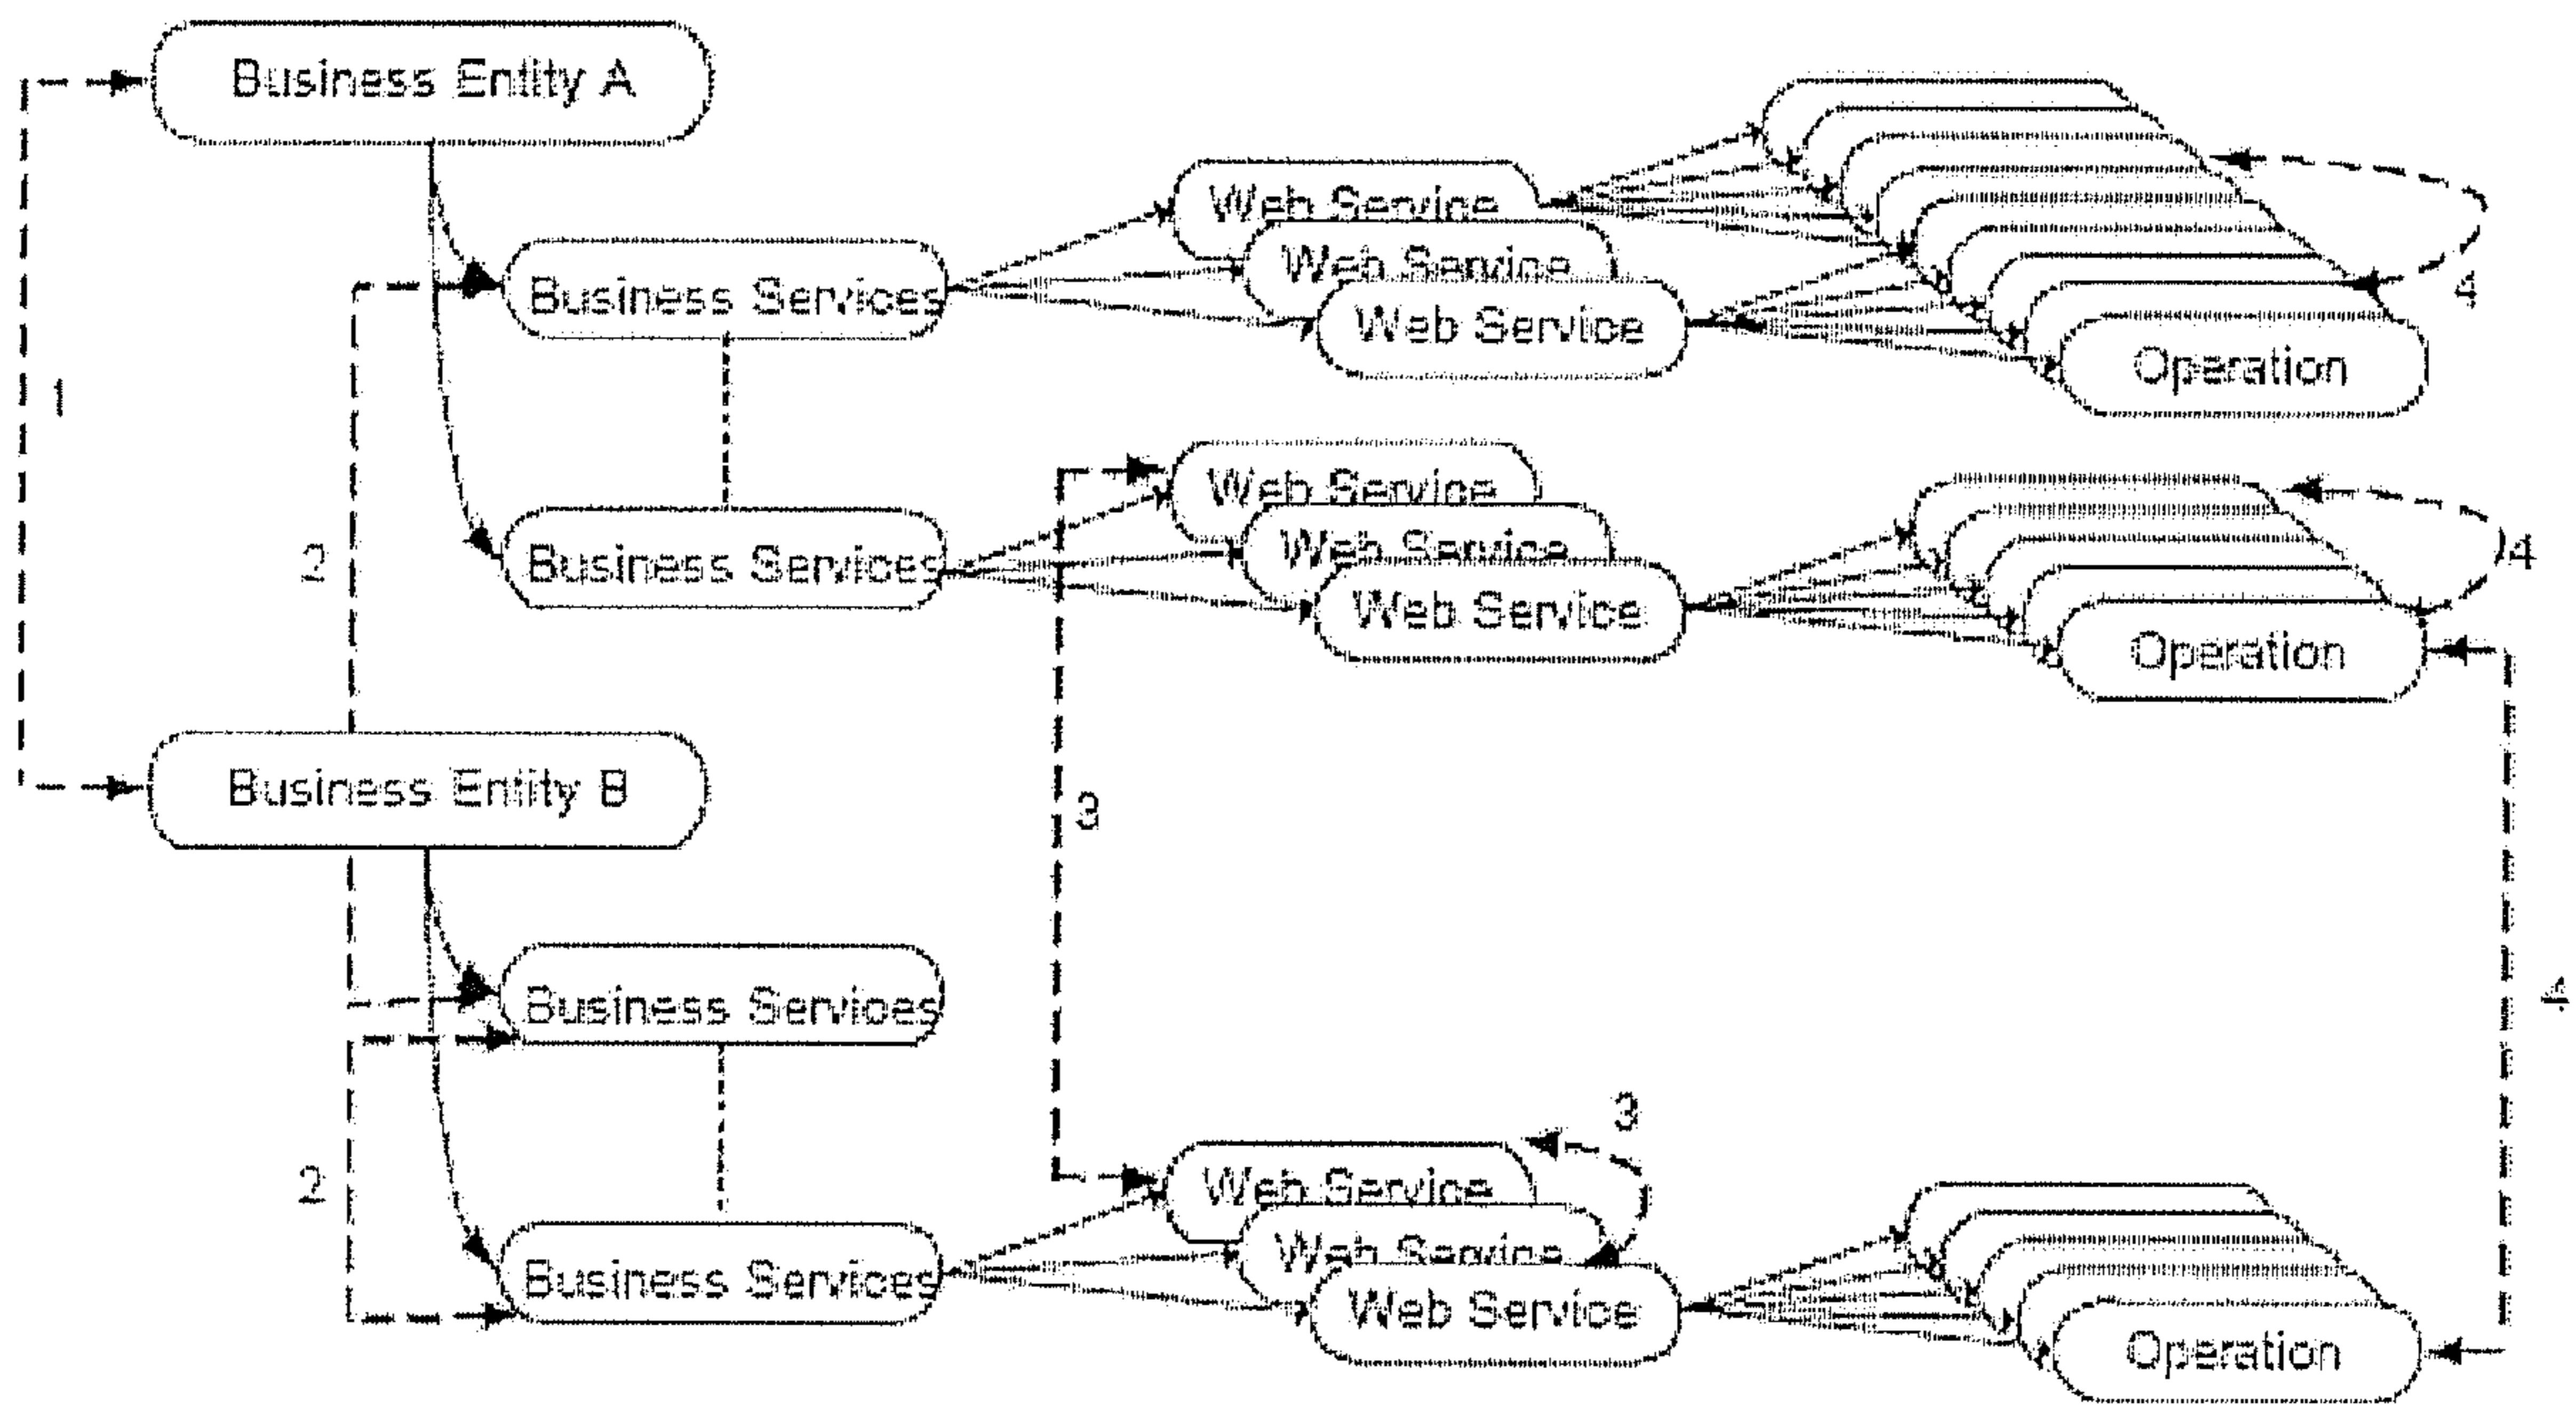 Business Entity A
Web Service
Web Service
Business Services
Web Service
4
Operation
1
Web Service
2
Business Services
Web Service
4
Web Service
Operation
Business Entity B
3
4
Business Services
3
2
Web Service
Web Service
Business Services
Web Service
Operation